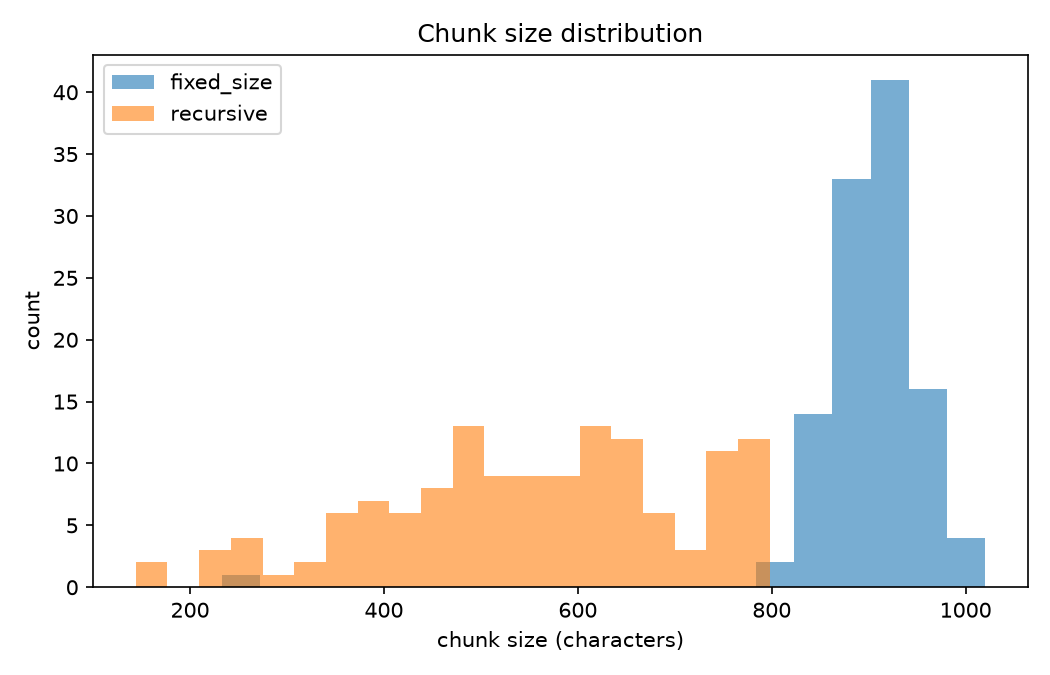 Chunk size distribution
fixed_size
recursive
40
35
30
25
20
15
10
5
0
count
200 400 600 800 1000
chunk size (characters)